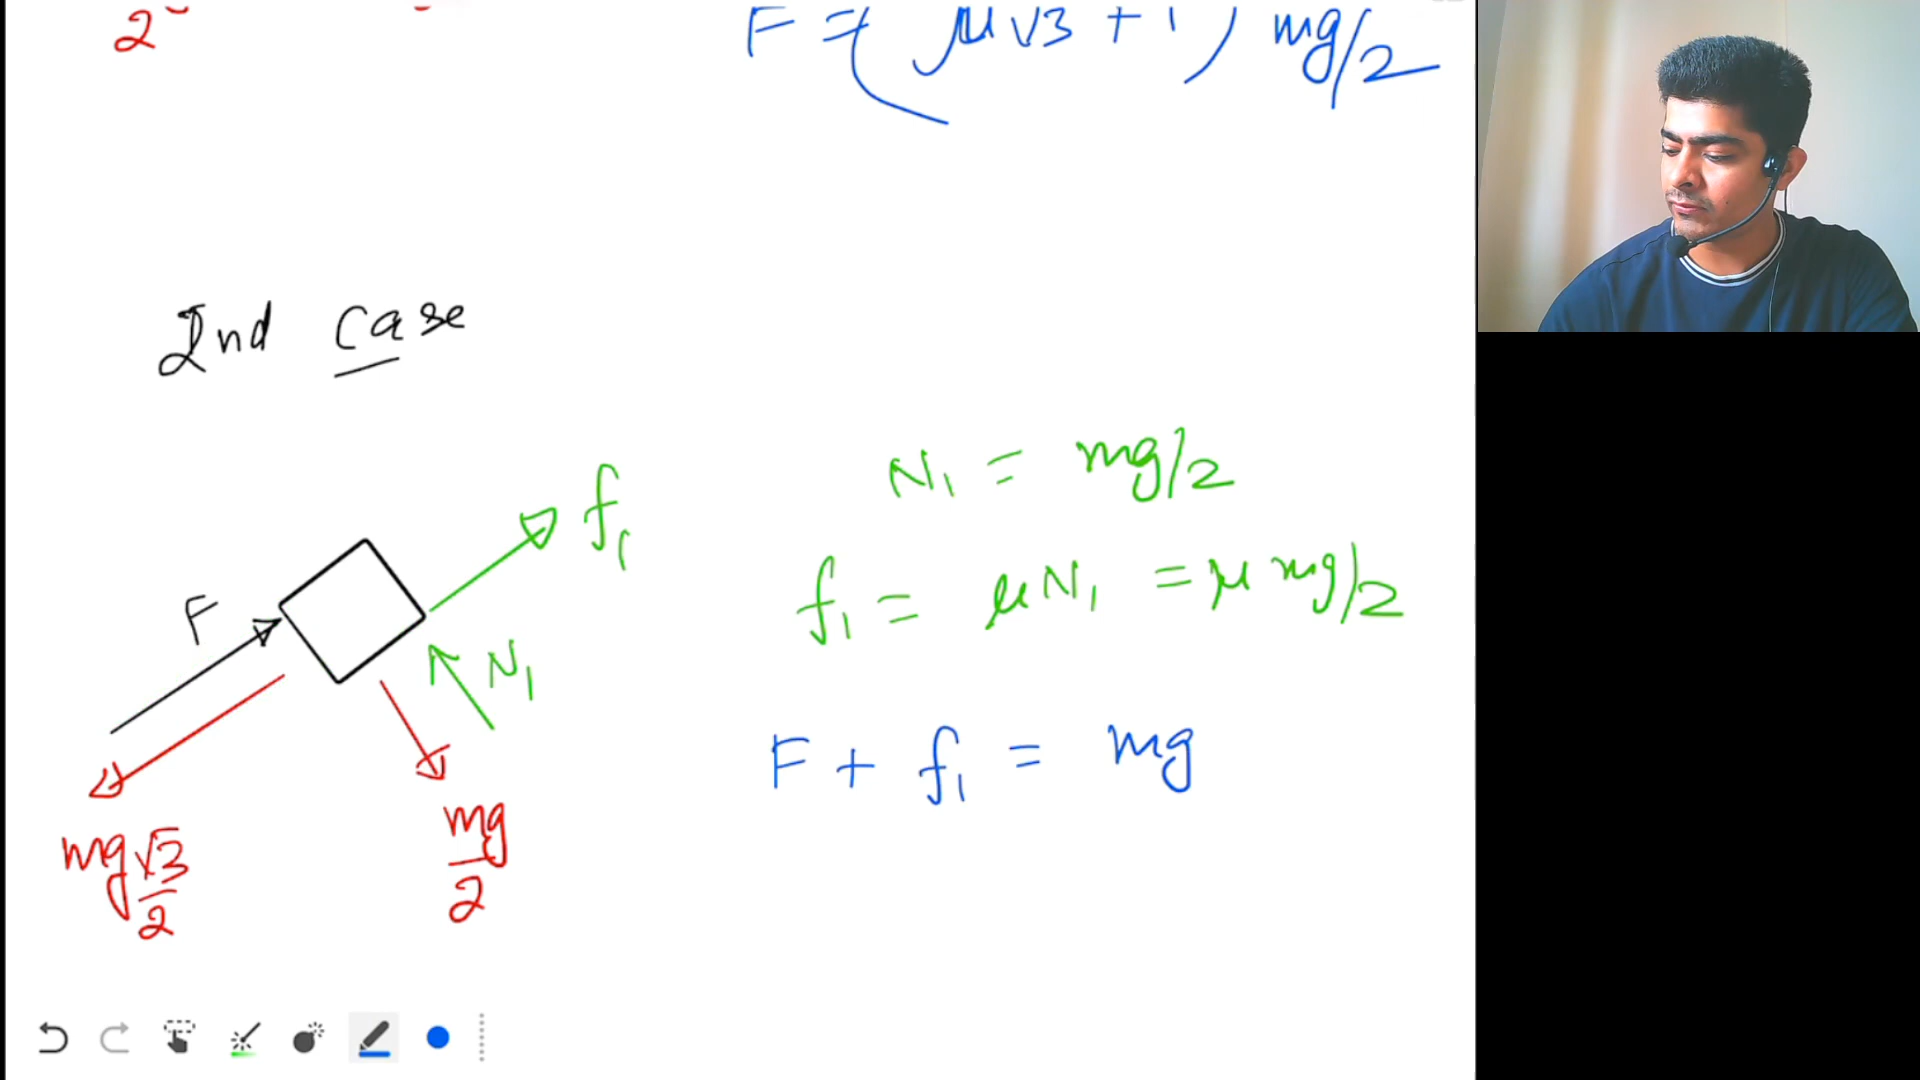 2
F = ( μ√3 + 1 ) mg/2
2nd case
N1 = mg/2
f1
f1 = μN1 = μ mg/2
F
N1
F + f1 = mg
mg√3/2
mg/2